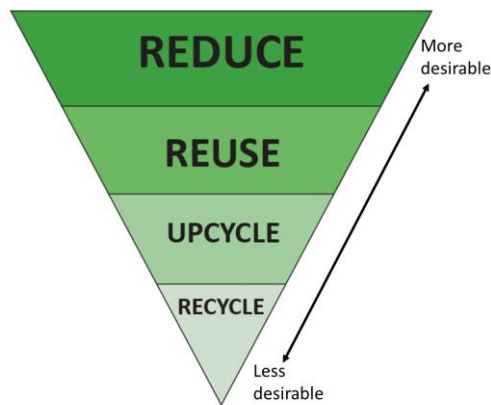 REDUCE
More
desirable
REUSE
UPCYCLE
RECYCLE
Less
desirable